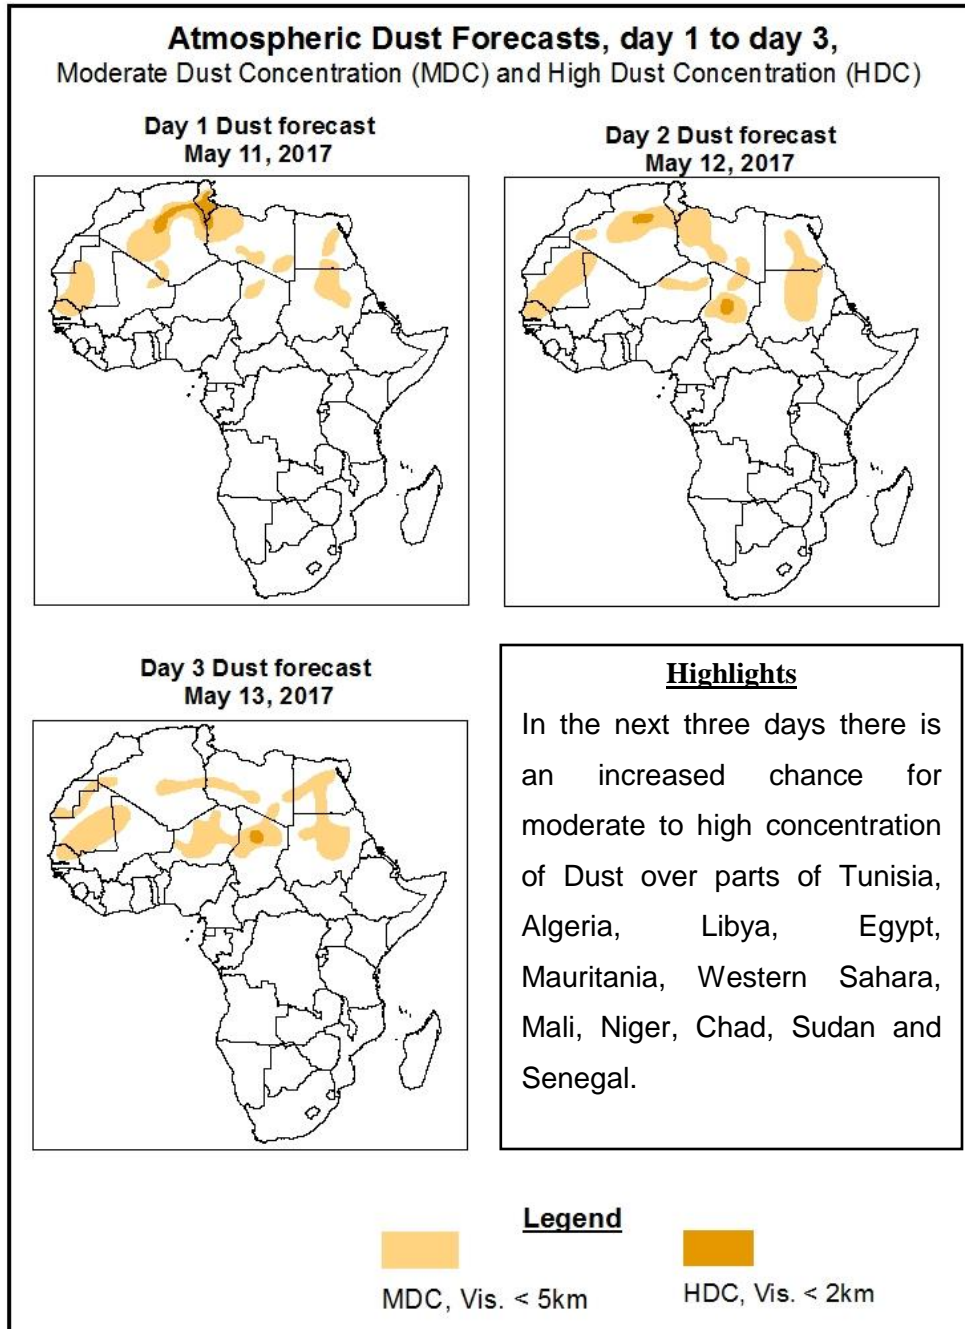 Atmospheric Dust Forecasts, day 1 to day 3,
Moderate Dust Concentration (MDC) and High Dust Concentration (HDC)
Day 1 Dust forecast
May 11, 2017
Day 2 Dust forecast
May 12, 2017
Day 3 Dust forecast
May 13, 2017
Highlights
In the next three days there is
an increased chance for
moderate to high concentration
of Dust over parts of Tunisia,
Algeria, Libya, Egypt,
Mauritania, Western Sahara,
Mali, Niger, Chad, Sudan and
Senegal.
Legend
MDC, Vis. < 5km
HDC, Vis. < 2km